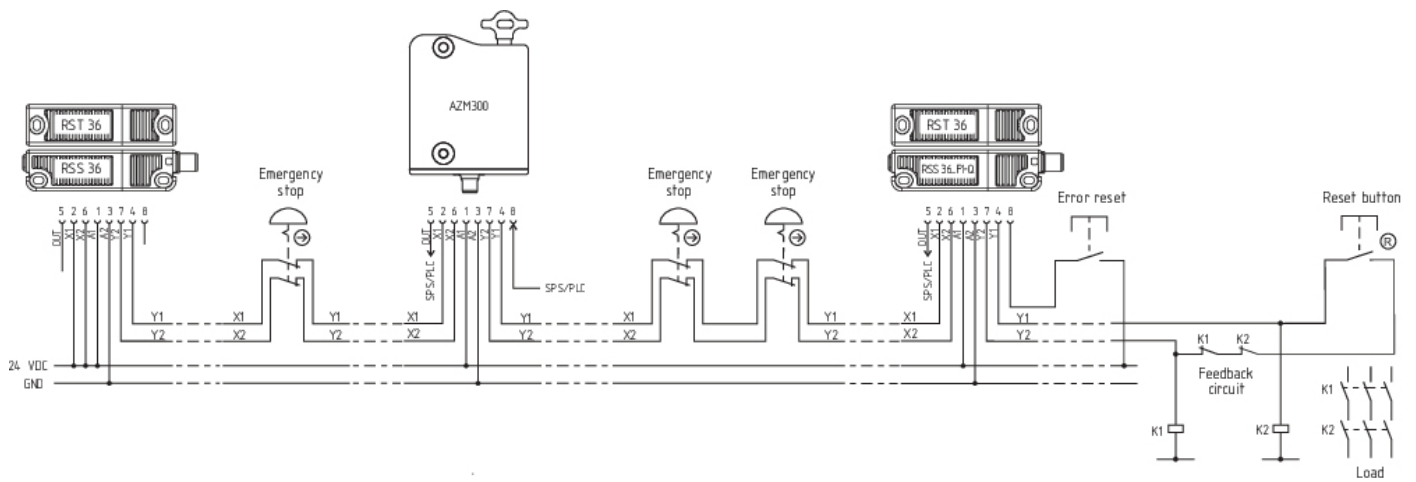 AZM300
RST 36
RSS 36
RST 36
RSS 36_P1-Q
Emergency
stop
Emergency
stop
Emergency
stop
Error reset
Reset button
5 2 6 1 3 7 4 8
OUT X1 X2 A1 A2 Y2 Y1
5 2 6 1 3 7 4 8
OUT X1 X2 A1 A2 Y2 Y1
5 2 6 1 3 7 4 8
OUT X1 X2 A1 A2 Y2 Y1
R
SPS/PLC
SPS/PLC
SPS/PLC
Y1 X1 Y1 X1 Y1 X1 Y1 X1 Y1
Y2 X2 Y2 X2 Y2 X2 Y2 X2 Y2
K1 K2
24 VDC
GND
Feedback
circuit
K1
K2
K1
K2
Load